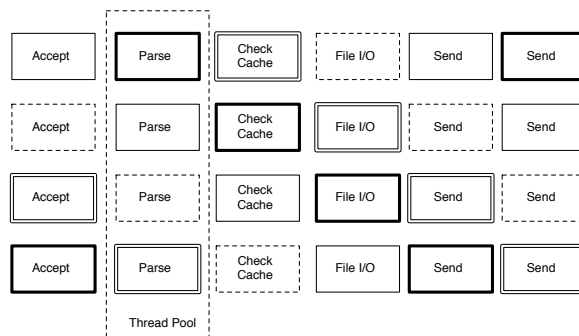 Accept
Parse
Check
Cache
File I/O
Send
Send
Accept
Parse
Check
Cache
File I/O
Send
Send
Accept
Parse
Check
Cache
File I/O
Send
Send
Accept
Parse
Check
Cache
File I/O
Send
Send
Thread Pool